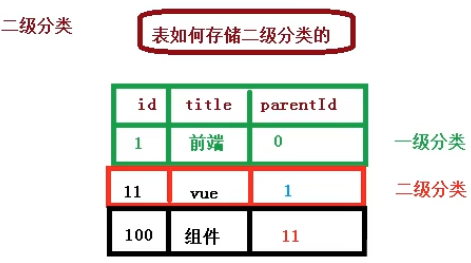 二级分类
表如何存储二级分类的
id title parentId
1 前端 0 一级分类
11 vue 1 二级分类
100 组件 11